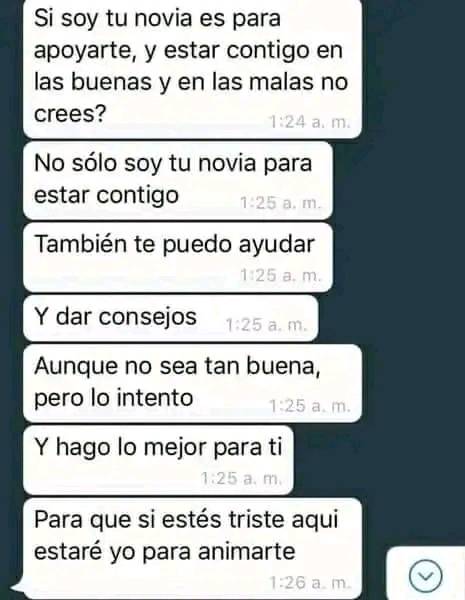 Si soy tu novia es para
apoyarte, y estar contigo en
las buenas y en las malas no
crees?
1:24 a. m.
No sólo soy tu novia para
estar contigo
1:25 a. m.
También te puedo ayudar
1:25 a. m.
Y dar consejos
1:25 a. m.
Aunque no sea tan buena,
pero lo intento
1:25 a. m.
Y hago lo mejor para ti
1:25 a. m.
Para que si estés triste aqui
estaré yo para animarte
1:26 a. m.